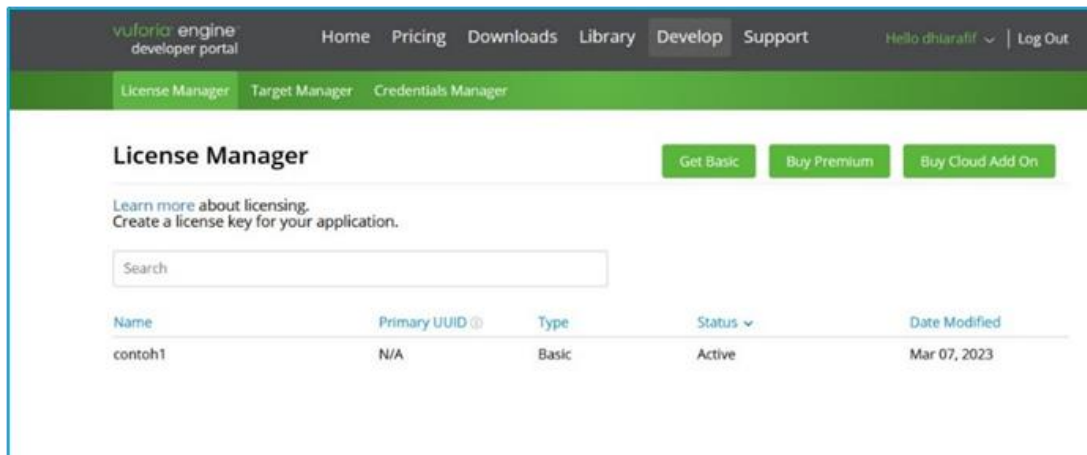 vuforia engine
developer portal
Home Pricing Downloads Library Develop Support
Hello dhiarafif | Log Out
License Manager Target Manager Credentials Manager
License Manager
Get Basic Buy Premium Buy Cloud Add On
Learn more about licensing.
Create a license key for your application.
Search
Name Primary UUID Type Status Date Modified
contoh1 N/A Basic Active Mar 07, 2023